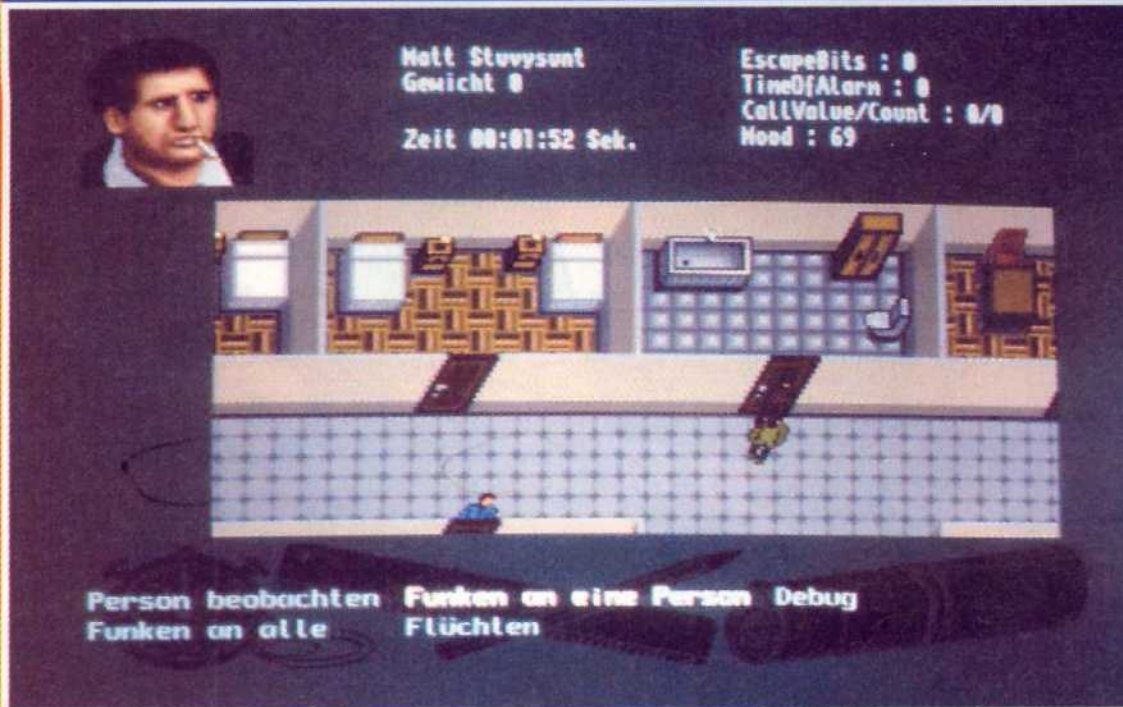 Matt Stuvysunt
Gewicht 0
Zeit 00:01:52 Sek.
EscapeBits : 0
TimeOfAlarm : 0
CallValue/Count : 0/0
Mood : 69
Person beobachten Funken an eine Person Debug
Funken an alle Flüchten